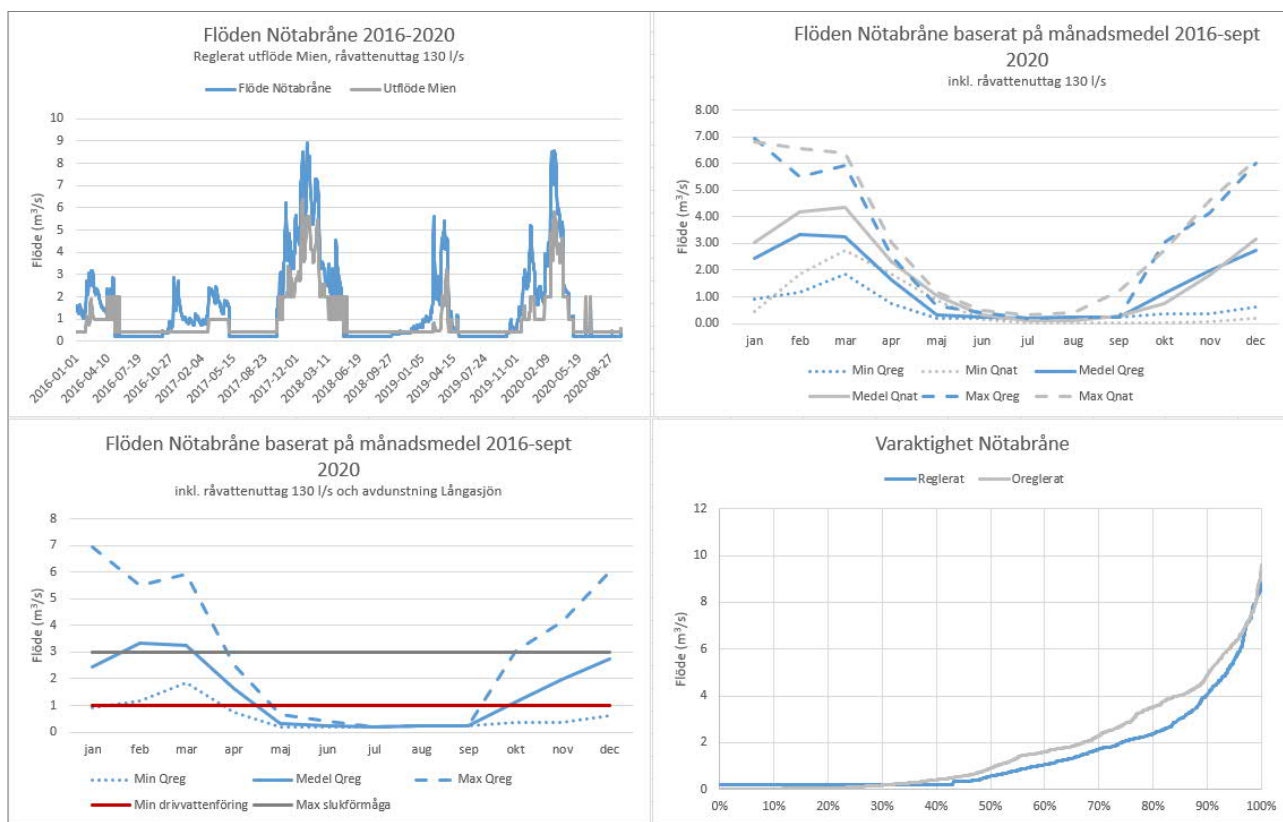 Flöden Nötabråne 2016-2020
Reglerat utflöde Mien, råvattenuttag 130 l/s
Flöde Nötabråne
Utflöde Mien
Flöde (m³/s)
10
9
8
7
6
5
4
3
2
1
0
2016-01-01
2016-04-10
2016-07-19
2016-10-27
2017-02-04
2017-05-15
2017-08-23
2017-12-01
2018-03-11
2018-06-19
2018-09-27
2019-01-05
2019-04-15
2019-07-24
2019-11-01
2020-02-09
2020-05-19
2020-08-27
Flöden Nötabråne baserat på månadsmedel 2016-sept
2020
inkl. råvattenuttag 130 l/s
Flöde (m³/s)
8.00
7.00
6.00
5.00
4.00
3.00
2.00
1.00
0.00
jan feb mar apr maj jun jul aug sep okt nov dec
Min Qreg
Min Qnat
Medel Qreg
Medel Qnat
Max Qreg
Max Qnat
Flöden Nötabråne baserat på månadsmedel 2016-sept
2020
inkl. råvattenuttag 130 l/s och avdunstning Långasjön
Flöde (m³/s)
8
7
6
5
4
3
2
1
0
jan feb mar apr maj jun jul aug sep okt nov dec
Min Qreg
Medel Qreg
Max Qreg
Min drivvattenföring
Max slukförmåga
Varaktighet Nötabråne
Reglerat
Oreglerat
Flöde (m³/s)
12
10
8
6
4
2
0
0% 10% 20% 30% 40% 50% 60% 70% 80% 90% 100%